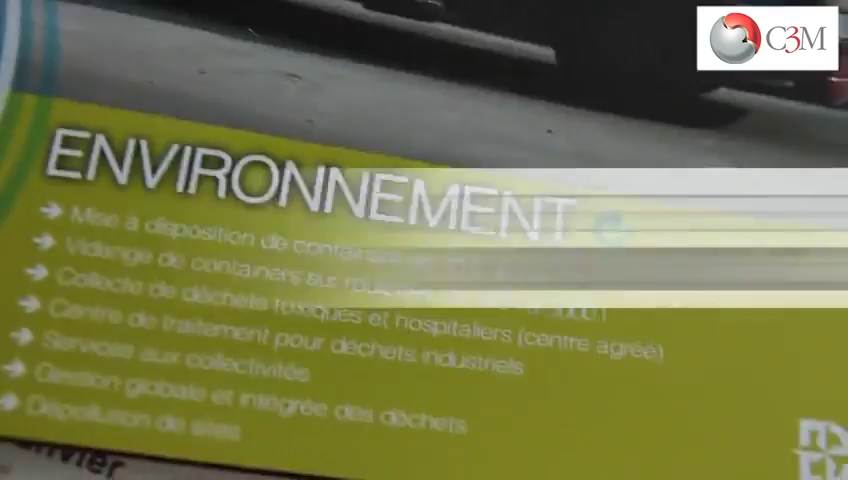 C3M
ENVIRONNEMENT
Mise à disposition de containers
Vidange de containers sur
Collecte de déchets toxiques et hospitaliers (centre agréé)
Centre de traitement pour déchets industriels
Services aux collectivités
Gestion globale et intégrée des déchets
Dépollution de sites